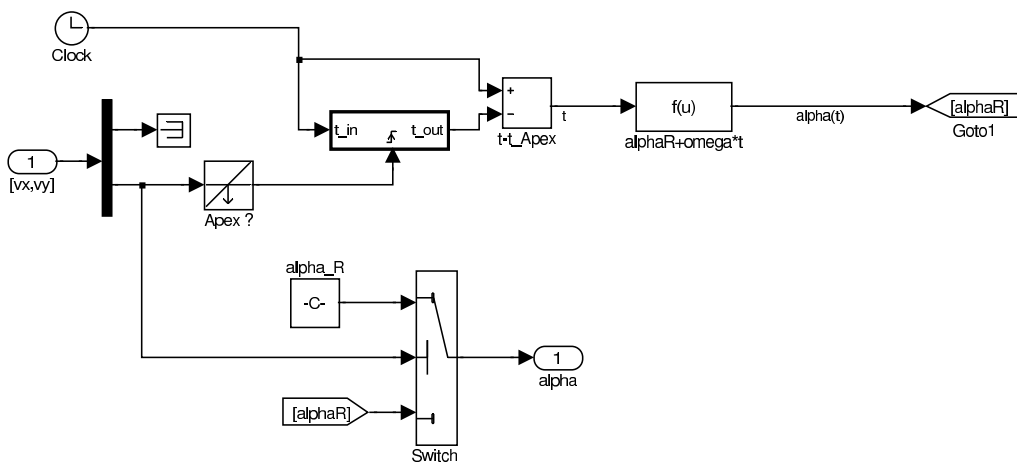 Clock
t_in
t_out
+
−
t-t_Apex
t
f(u)
alphaR+omega*t
alpha(t)
[alphaR]
Goto1
1
[vx,vy]
Apex ?
alpha_R
-C-
1
alpha
[alphaR]
Switch